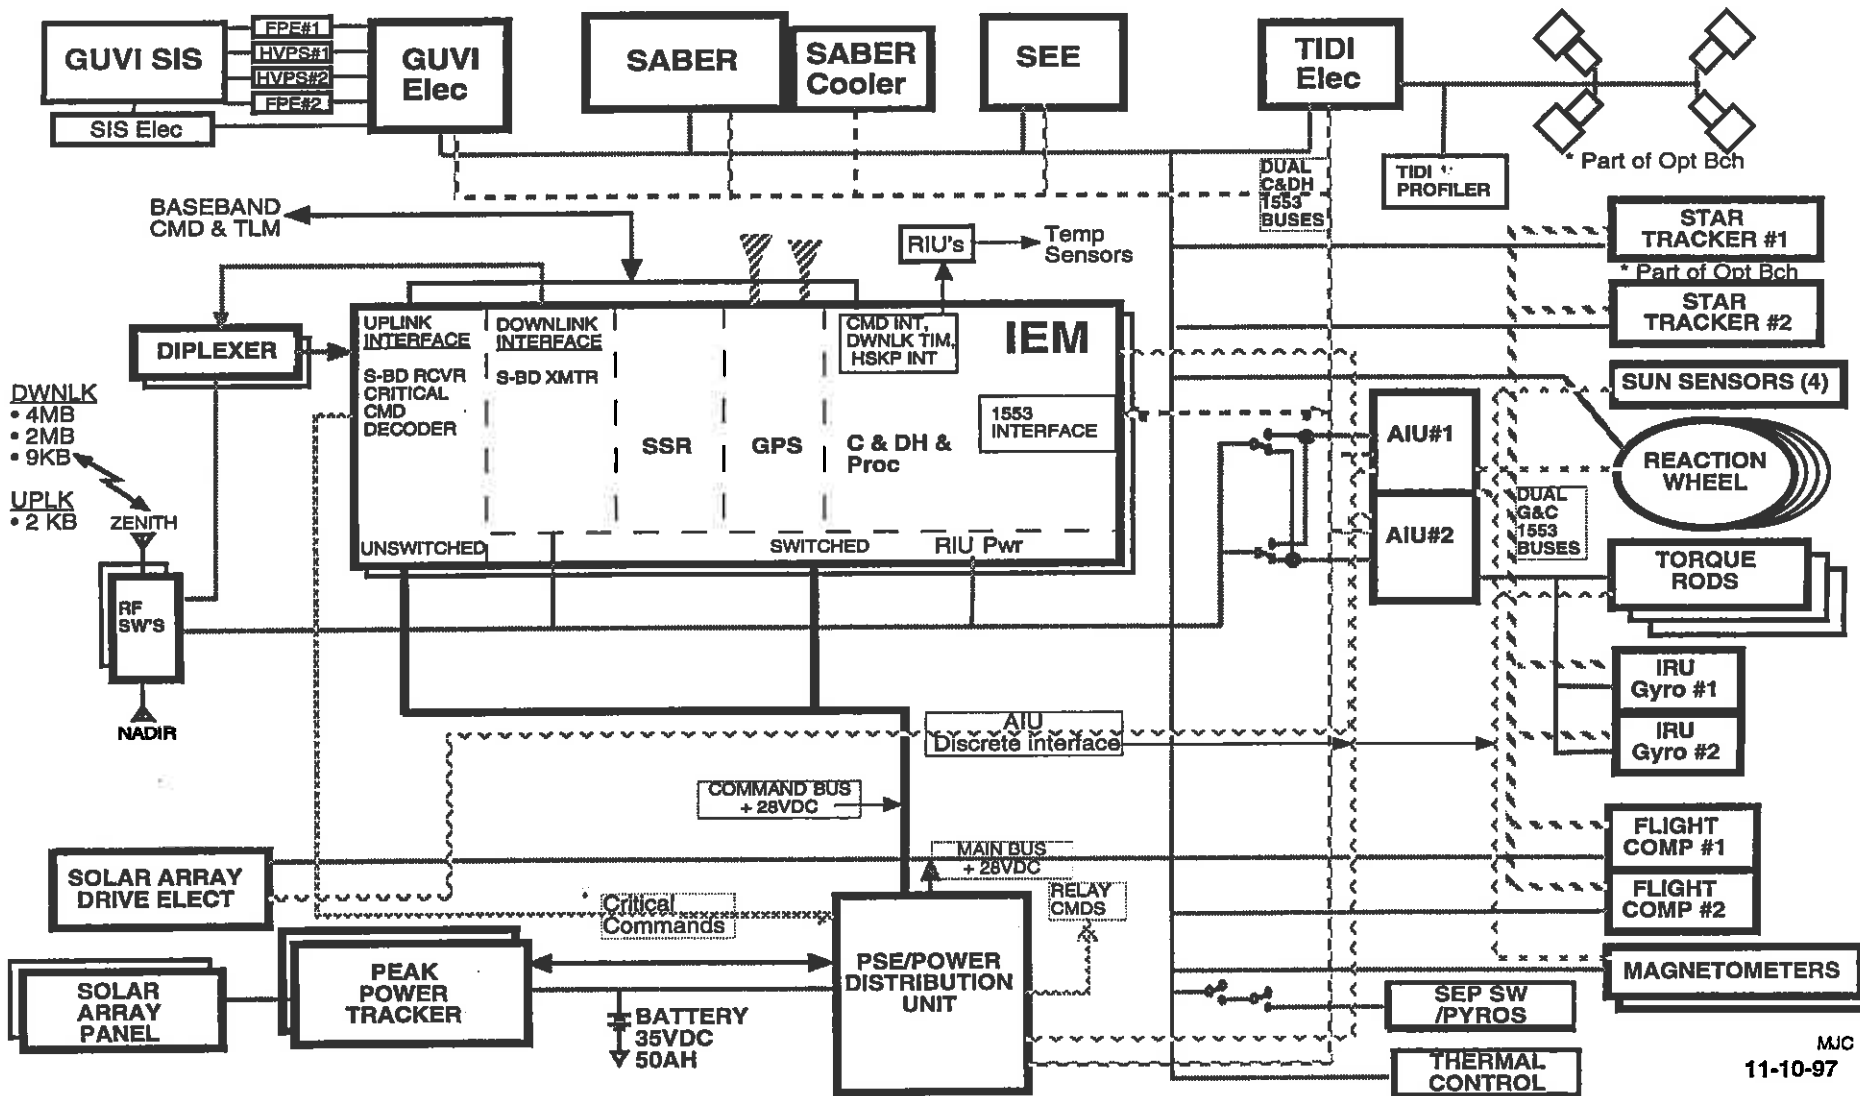 GUVI SIS
FPE#1
HVPS#1
HVPS#2
FPE#2
SIS Elec
GUVI
Elec
SABER
SABER
Cooler
SEE
TIDI
Elec
* Part of Opt Bch
TIDI
PROFILER
DUAL
C&DH
1553
BUSES
BASEBAND
CMD & TLM
RIU's
Temp
Sensors
STAR
TRACKER #1
* Part of Opt Bch
STAR
TRACKER #2
SUN SENSORS (4)
REACTION
WHEEL
DIPLEXER
UPLINK
INTERFACE
S-BD RCVR
CRITICAL
CMD
DECODER
DOWNLINK
INTERFACE
S-BD XMTR
SSR
GPS
CMD INT,
DWNLK TIM,
HSKP INT
IEM
1553
INTERFACE
C & DH &
Proc
UNSWITCHED
SWITCHED
RIU Pwr
DWNLK
• 4MB
• 2MB
• 9KB
UPLK
• 2 KB
ZENITH
RF
SW'S
NADIR
AIU#1
AIU#2
DUAL
G&C
1553
BUSES
TORQUE
RODS
IRU
Gyro #1
IRU
Gyro #2
AIU
Discrete interface
COMMAND BUS
+ 28VDC
MAIN BUS
+ 28VDC
RELAY
CMDS
Critical
Commands
FLIGHT
COMP #1
FLIGHT
COMP #2
MAGNETOMETERS
SOLAR ARRAY
DRIVE ELECT
SOLAR
ARRAY
PANEL
PEAK
POWER
TRACKER
BATTERY
35VDC
50AH
PSE/POWER
DISTRIBUTION
UNIT
SEP SW
/PYROS
THERMAL
CONTROL
MJC
11-10-97